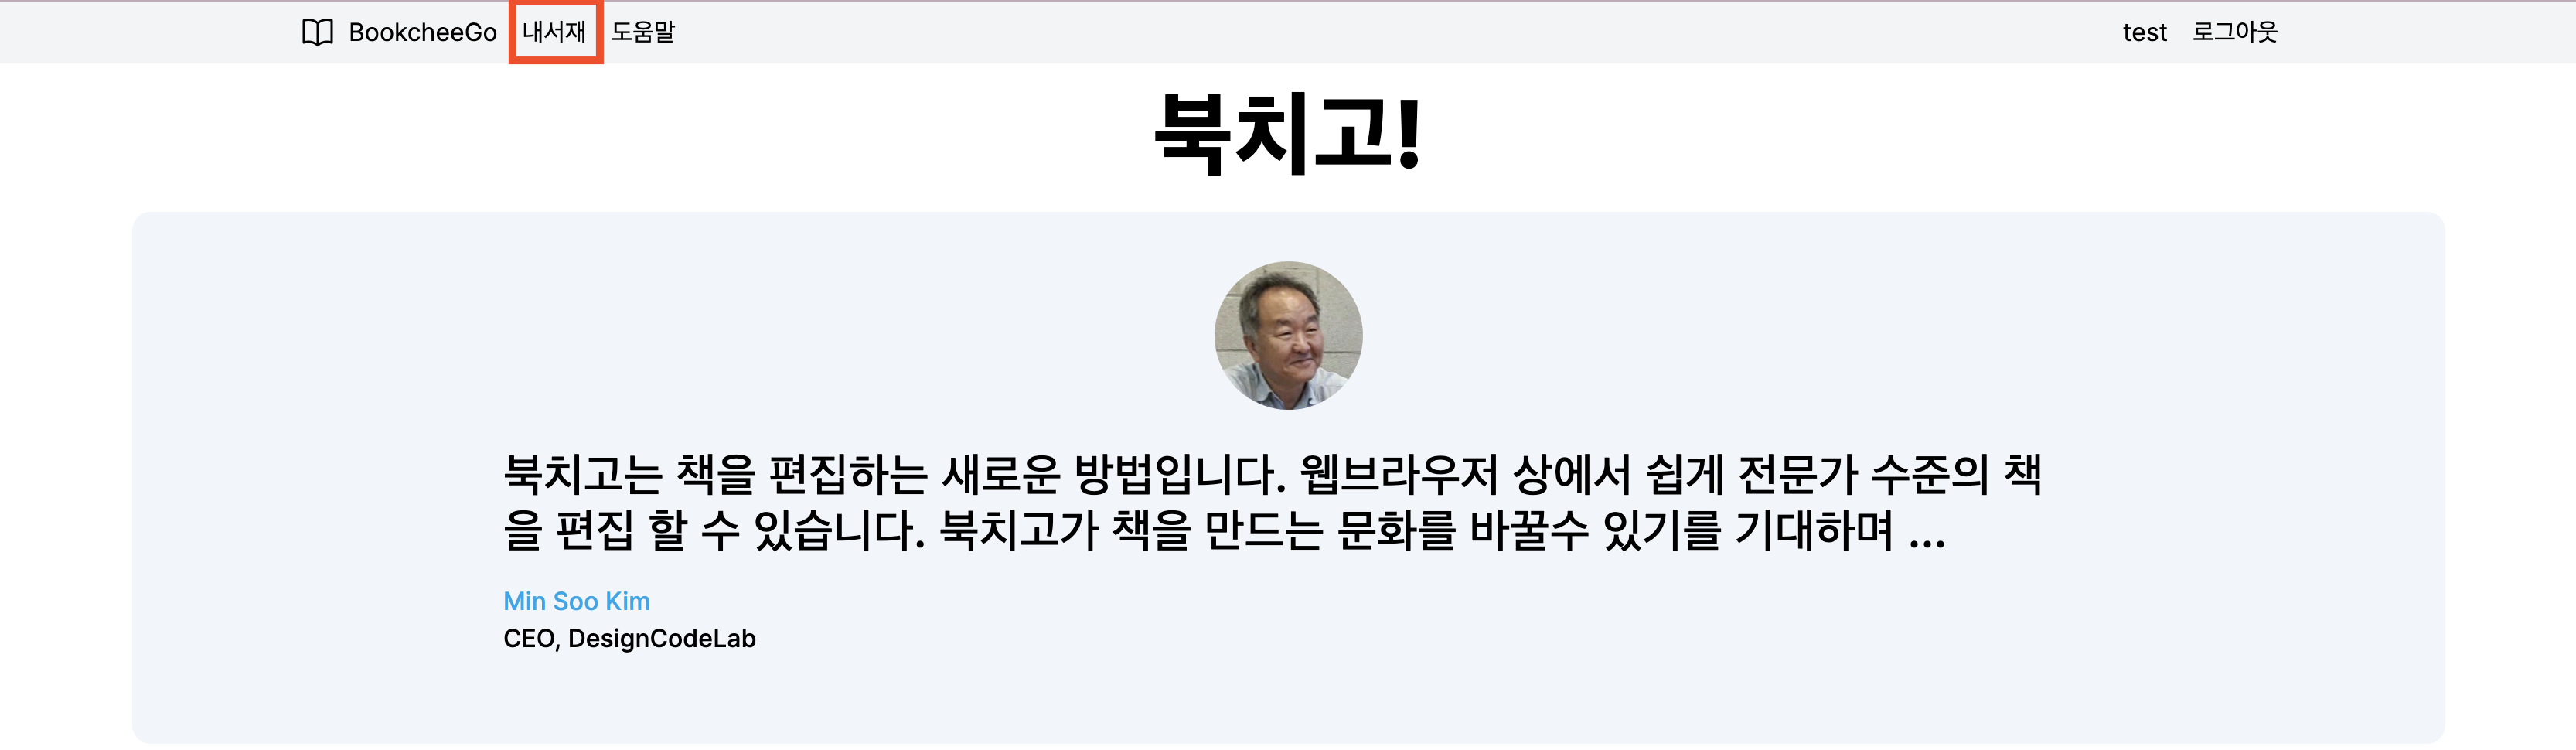 BookcheeGo 내서재 도움말 test 로그아웃
북치고!
북치고는 책을 편집하는 새로운 방법입니다. 웹브라우저 상에서 쉽게 전문가 수준의 책
을 편집 할 수 있습니다. 북치고가 책을 만드는 문화를 바꿀수 있기를 기대하며 ...
Min Soo Kim
CEO, DesignCodeLab